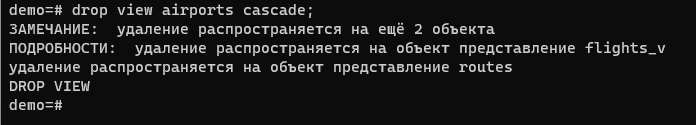 demo=# drop view airports cascade;
ЗАМЕЧАНИЕ:  удаление распространяется на ещё 2 объекта
ПОДРОБНОСТИ:  удаление распространяется на объект представление flights_v
удаление распространяется на объект представление routes
DROP VIEW
demo=#